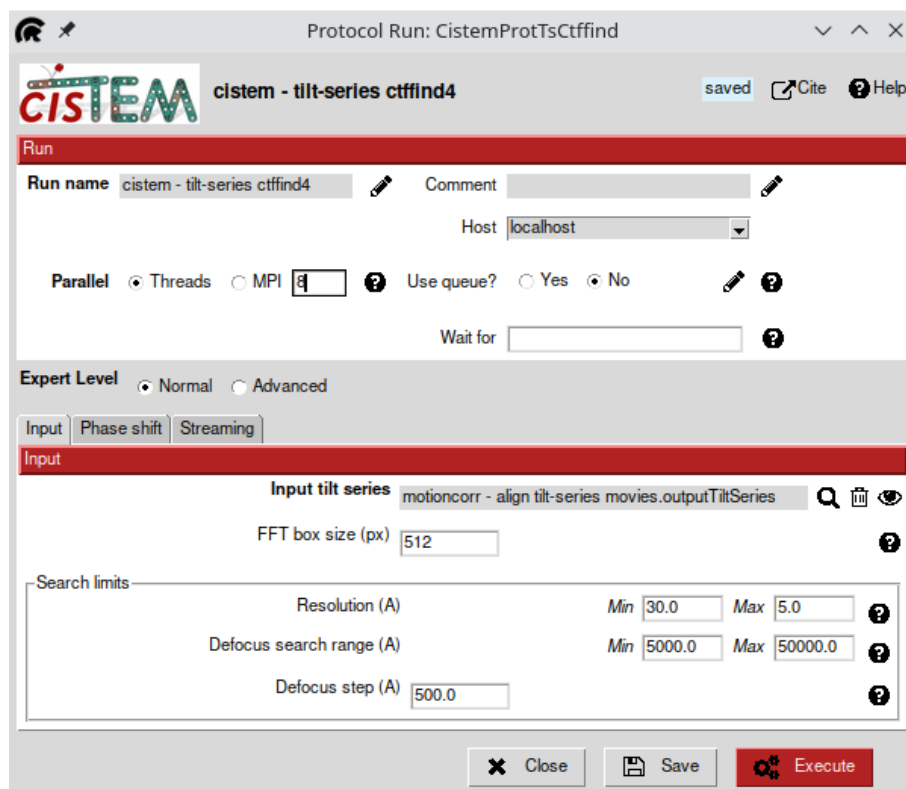 Protocol Run: CistemProtTsCtffind
cisTEM cistem - tilt-series ctffind4 saved Cite Help
Run
Run name cistem - tilt-series ctffind4 Comment
Host localhost
Parallel Threads MPI 8 Use queue? Yes No
Wait for
Expert Level Normal Advanced
Input Phase shift Streaming
Input
Input tilt series motioncorr - align tilt-series movies.outputTiltSeries
FFT box size (px) 512
Search limits
Resolution (A) Min 30.0 Max 5.0
Defocus search range (A) Min 5000.0 Max 50000.0
Defocus step (A) 500.0
Close Save Execute